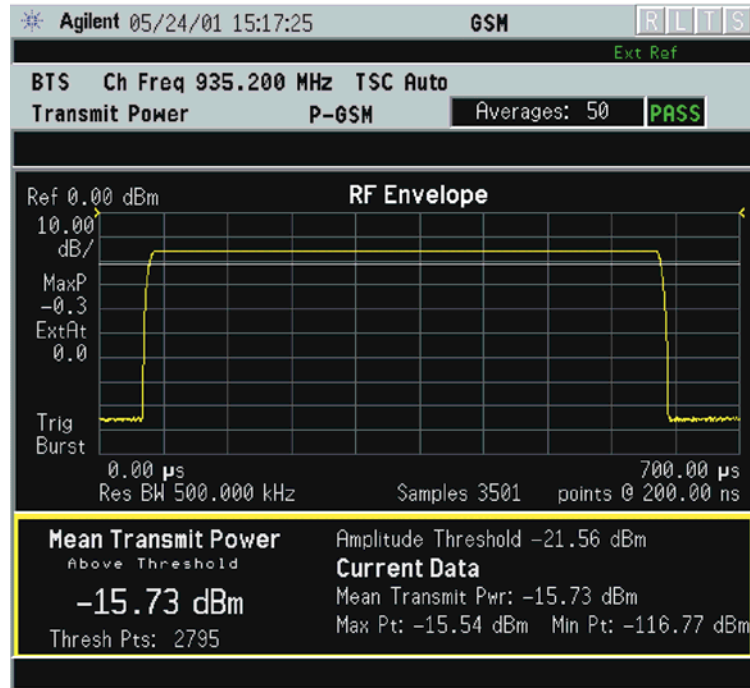 Agilent 05/24/01 15:17:25 GSM R L T S
Ext Ref
BTS Ch Freq 935.200 MHz TSC Auto
Transmit Power P-GSM Averages: 50 PASS
Ref 0.00 dBm RF Envelope
10.00
dB/
MaxP
-0.3
ExtAt
0.0
Trig
Burst
0.00 µs 700.00 µs
Res BW 500.000 kHz Samples 3501 points @ 200.00 ns
Mean Transmit Power
Above Threshold
-15.73 dBm
Thresh Pts: 2795
Amplitude Threshold -21.56 dBm
Current Data
Mean Transmit Pwr: -15.73 dBm
Max Pt: -15.54 dBm Min Pt: -116.77 dBm